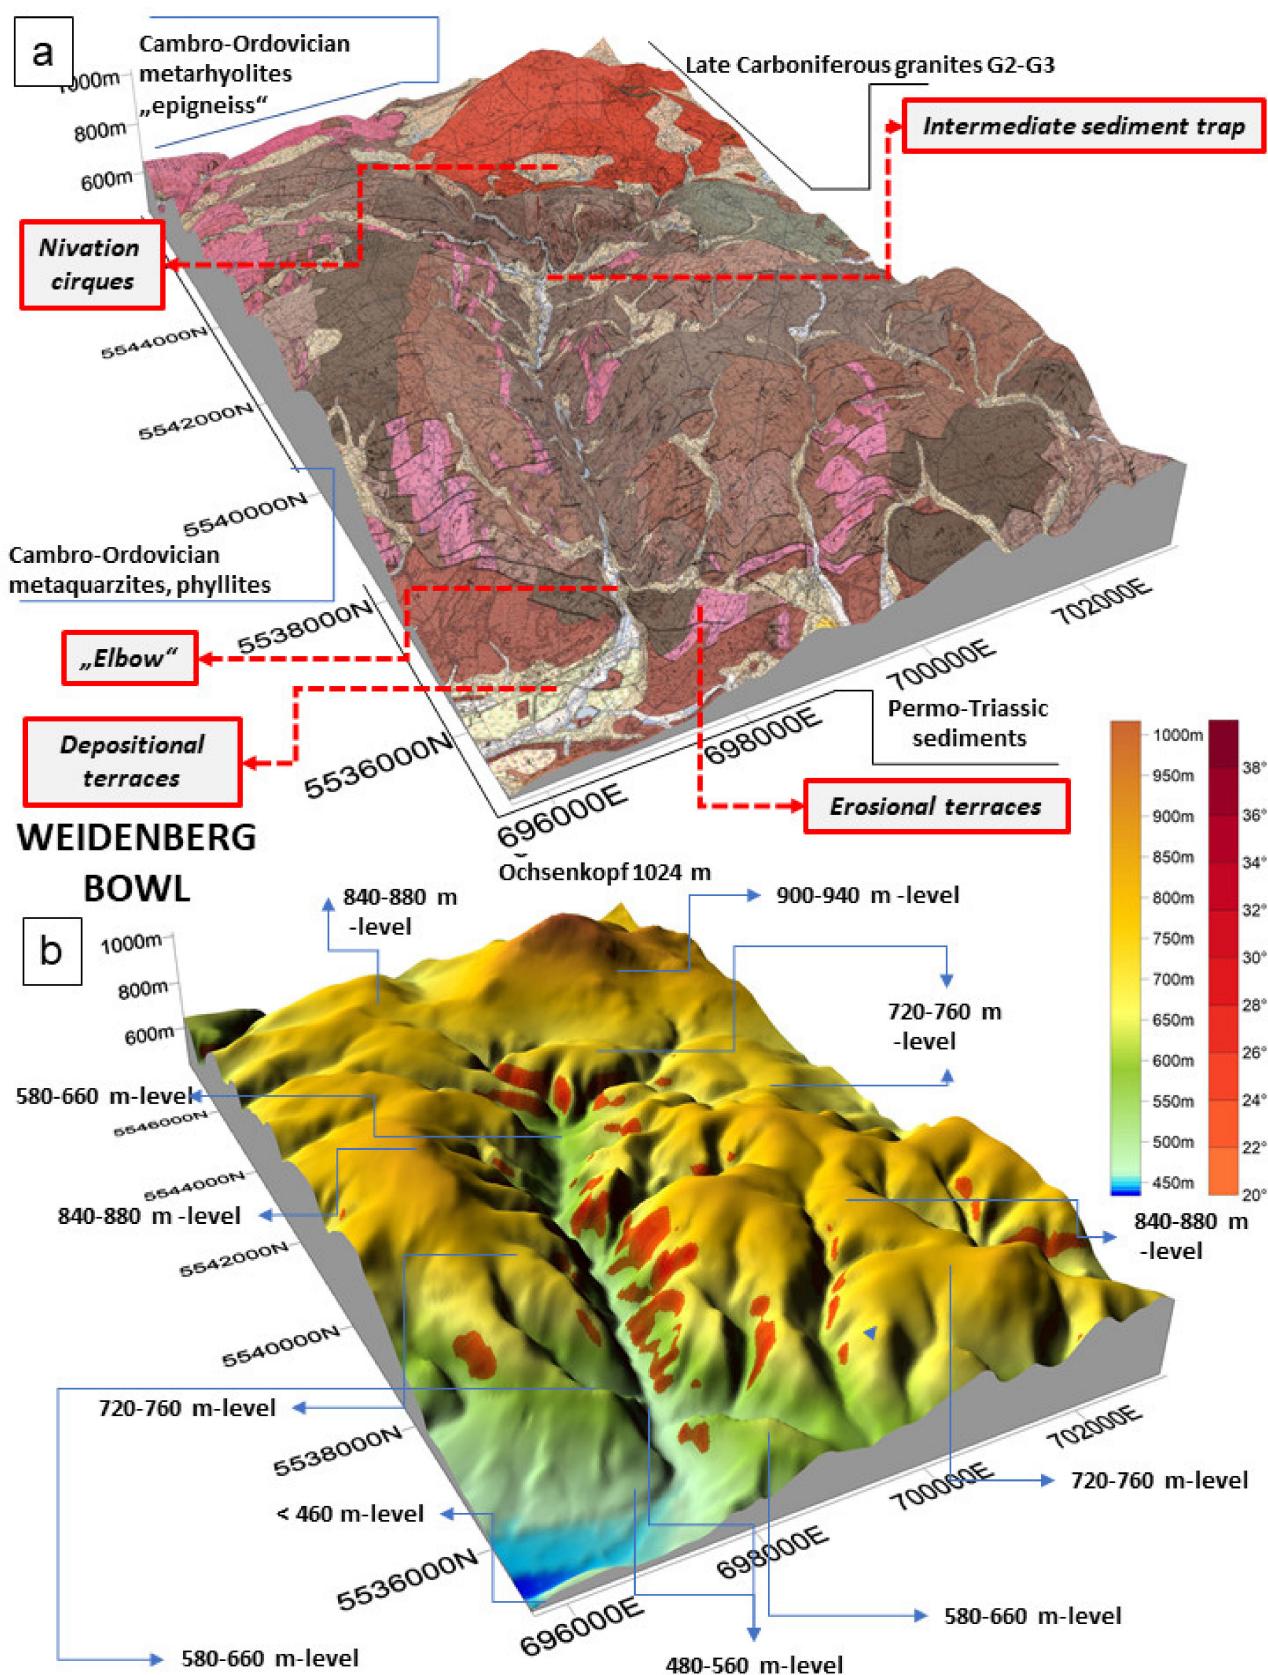 a
Cambro-Ordovician
metarhyolites
„epigneiss“
Late Carboniferous granites G2-G3
Intermediate sediment trap
1000m
800m
600m
Nivation
cirques
5544000N
5542000N
5540000N
Cambro-Ordovician
metaquarzites, phyllites
5538000N
702000E
„Elbow“
700000E
Permo-Triassic
sediments
698000E
Depositional
terraces
5536000N
696000E
Erosional terraces
WEIDENBERG
BOWL
1000m
950m
900m
850m
800m
750m
700m
650m
600m
550m
500m
450m
38°
36°
34°
32°
30°
28°
26°
24°
22°
20°
Ochsenkopf 1024 m
b
840-880 m
-level
900-940 m -level
1000m
800m
600m
720-760 m
-level
580-660 m-level
5546000N
5544000N
840-880 m -level
840-880 m
-level
5542000N
5540000N
720-760 m-level
5538000N
702000E
700000E
720-760 m-level
< 460 m-level
698000E
5536000N
696000E
580-660 m-level
580-660 m-level
480-560 m-level